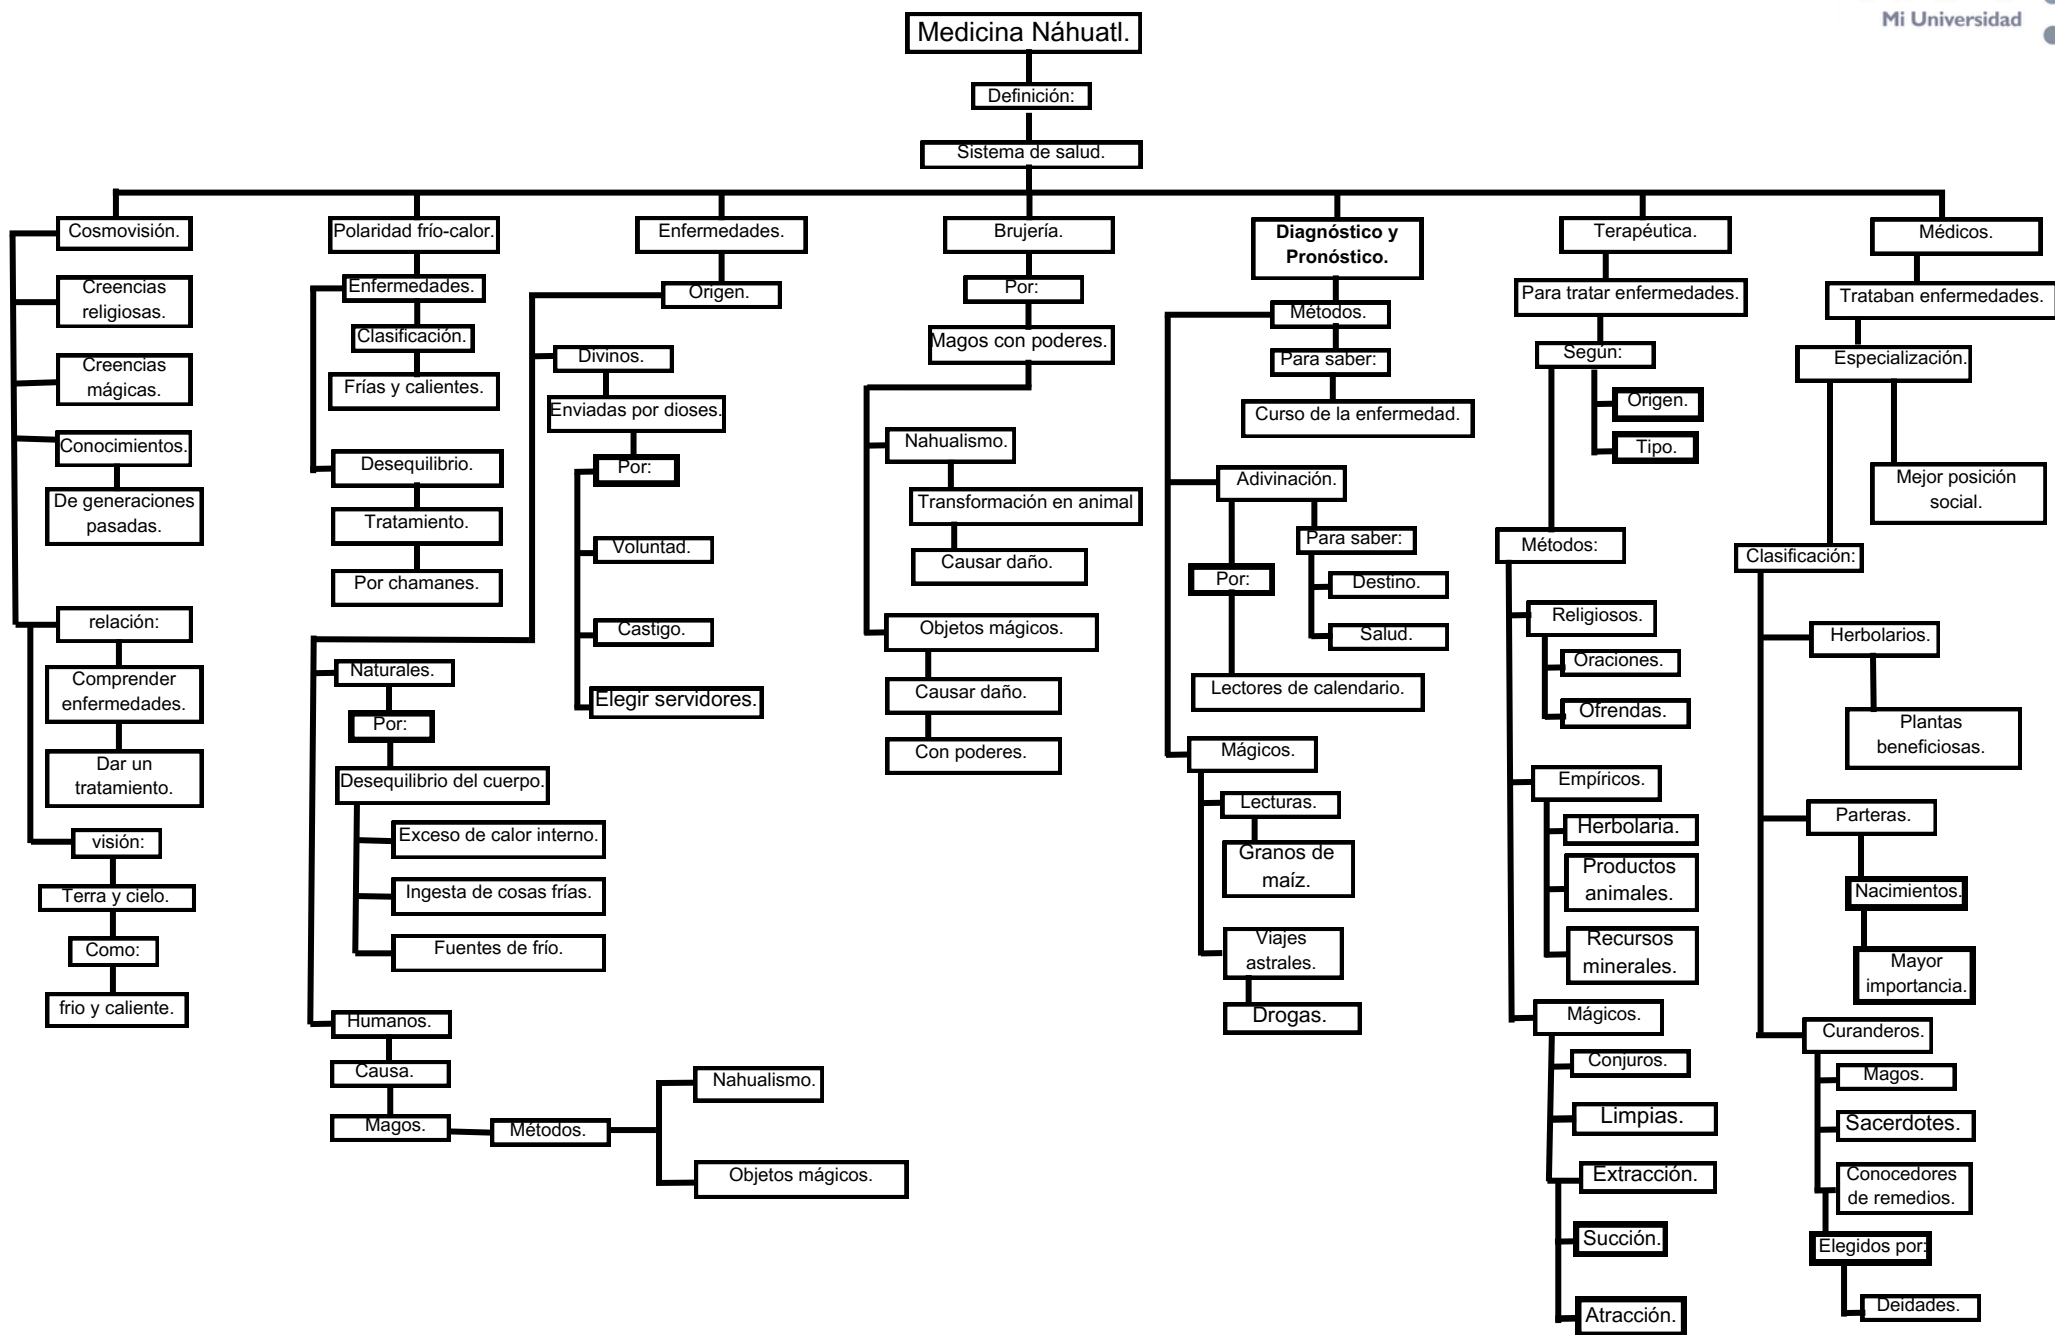 Mi Universidad
Medicina Náhuatl.
Definición:
Sistema de salud.
Cosmovisión.
Creencias
religiosas.
Creencias
mágicas.
Conocimientos.
De generaciones
pasadas.
relación:
Comprender
enfermedades.
Dar un
tratamiento.
visión:
Terra y cielo.
Como:
frio y caliente.
Polaridad frío-calor.
Enfermedades.
Clasificación.
Frías y calientes.
Desequilibrio.
Tratamiento.
Por chamanes.
Enfermedades.
Origen.
Divinos.
Enviadas por dioses.
Por:
Voluntad.
Castigo.
Elegir servidores.
Naturales.
Por:
Desequilibrio del cuerpo.
Exceso de calor interno.
Ingesta de cosas frías.
Fuentes de frío.
Humanos.
Causa.
Magos.
Métodos.
Nahualismo.
Objetos mágicos.
Brujería.
Por:
Magos con poderes.
Nahualismo.
Transformación en animal
Causar daño.
Objetos mágicos.
Causar daño.
Con poderes.
Diagnóstico y
Pronóstico.
Métodos.
Para saber:
Curso de la enfermedad.
Adivinación.
Para saber:
Destino.
Salud.
Por:
Lectores de calendario.
Mágicos.
Lecturas.
Granos de
maíz.
Viajes
astrales.
Drogas.
Terapéutica.
Para tratar enfermedades.
Según:
Origen.
Tipo.
Métodos:
Religiosos.
Oraciones.
Ofrendas.
Empíricos.
Herbolaria.
Productos
animales.
Recursos
minerales.
Mágicos.
Conjuros.
Limpias.
Extracción.
Succión.
Atracción.
Médicos.
Trataban enfermedades.
Especialización.
Mejor posición
social.
Clasificación:
Herbolarios.
Plantas
beneficiosas.
Parteras.
Nacimientos.
Mayor
importancia.
Curanderos.
Magos.
Sacerdotes.
Conocedores
de remedios.
Elegidos por:
Deidades.